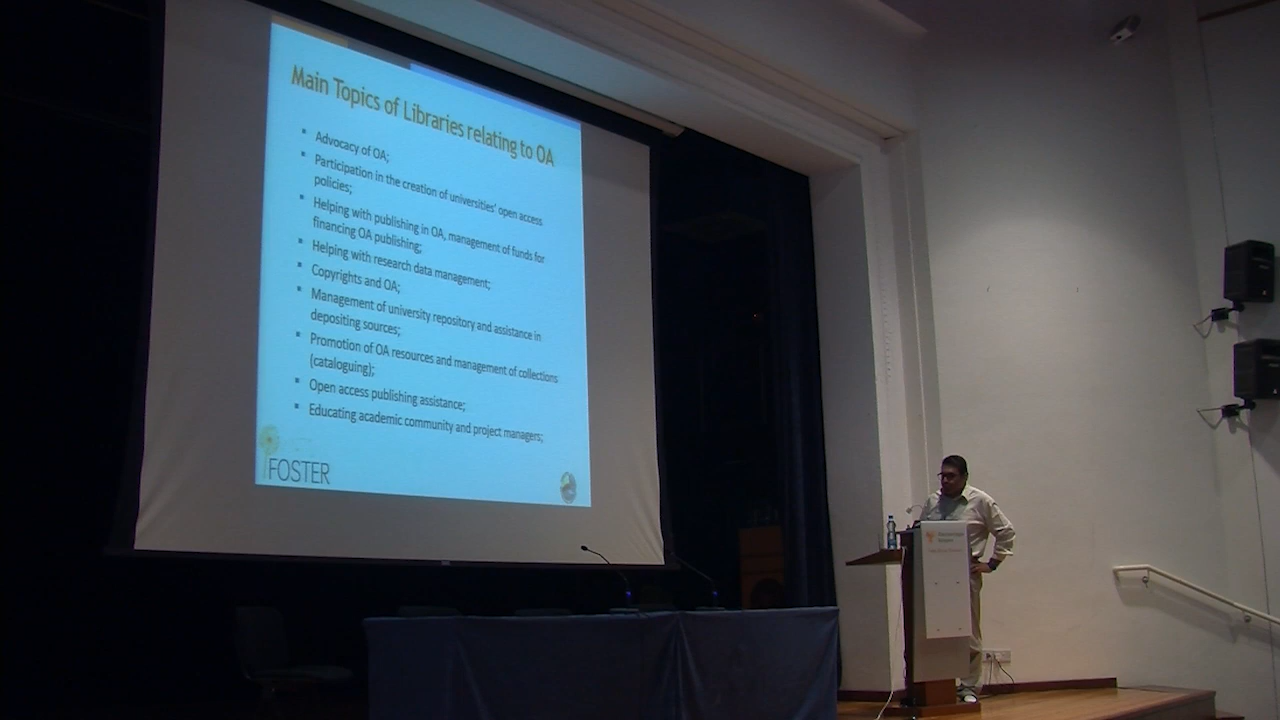 Main Topics of Libraries relating to OA
Advocacy of OA;
Participation in the creation of universities' open access
policies;
Helping with publishing in OA, management of funds for
financing OA publishing;
Helping with research data management;
Copyrights and OA;
Management of university repository and assistance in
depositing sources;
Promotion of OA resources and management of collections
(cataloguing);
Open access publishing assistance;
Educating academic community and project managers;
FOSTER